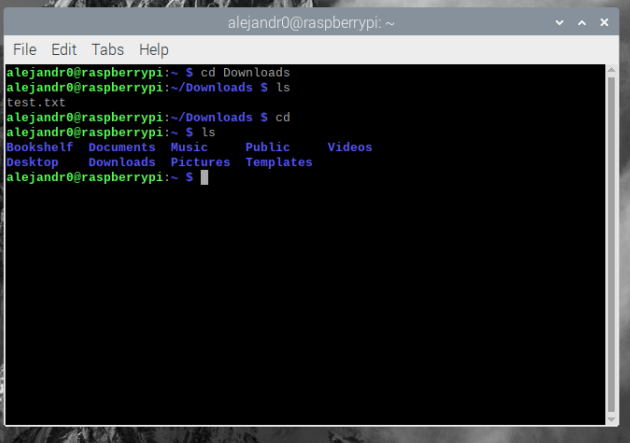 alejandr0@raspberrypi: ~
File Edit Tabs Help
alejandr0@raspberrypi:~ $ cd Downloads
alejandr0@raspberrypi:~/Downloads $ ls
test.txt
alejandr0@raspberrypi:~/Downloads $ cd
alejandr0@raspberrypi:~ $ ls
Bookshelf  Documents  Music     Public     Videos
Desktop    Downloads  Pictures  Templates
alejandr0@raspberrypi:~ $